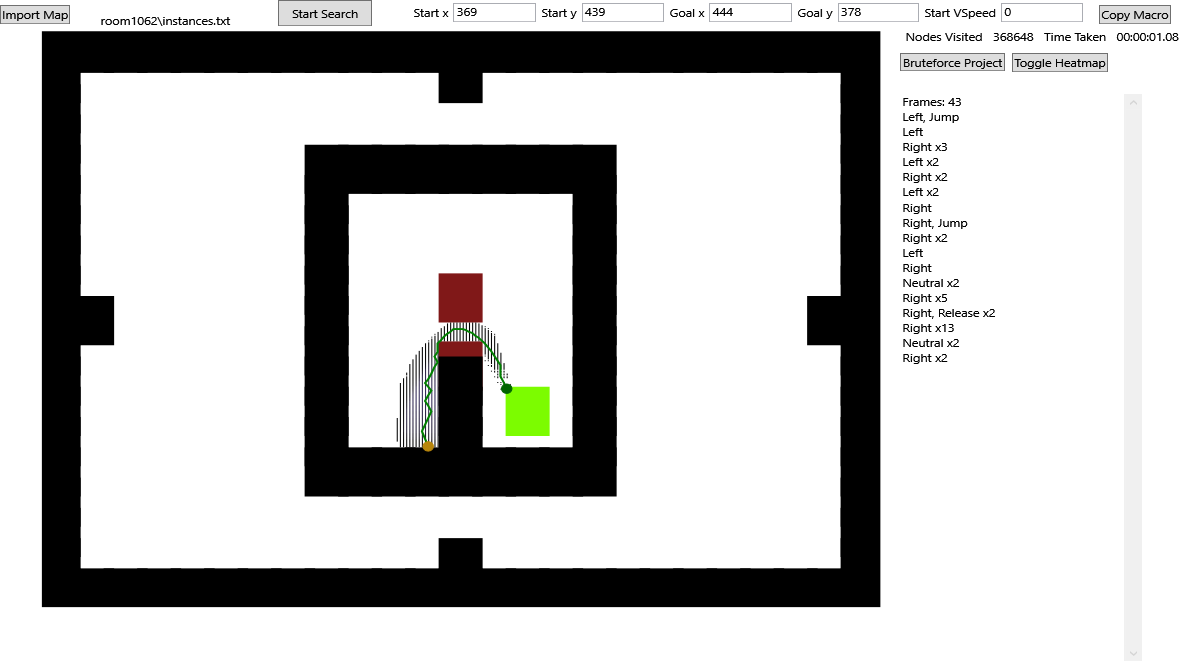 Import Map room1062\instances.txt Start Search Start x 369 Start y 439 Goal x 444 Goal y 378 Start VSpeed 0 Copy Macro
Nodes Visited 368648 Time Taken 00:00:01.08
Bruteforce Project Toggle Heatmap
Frames: 43
Left, Jump
Left
Right x3
Left x2
Right x2
Left x2
Right
Right, Jump
Right x2
Left
Right
Neutral x2
Right x5
Right, Release x2
Right x13
Neutral x2
Right x2